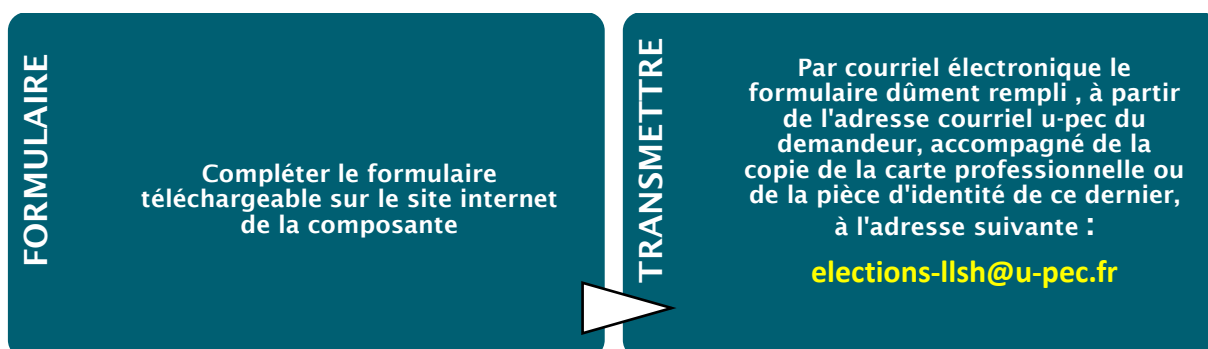 FORMULAIRE
Compléter le formulaire
téléchargeable sur le site internet
de la composante
TRANSMETTRE
Par courriel électronique le
formulaire dûment rempli , à partir
de l'adresse courriel u-pec du
demandeur, accompagné de la
copie de la carte professionnelle ou
de la pièce d'identité de ce dernier,
à l'adresse suivante :
elections-llsh@u-pec.fr